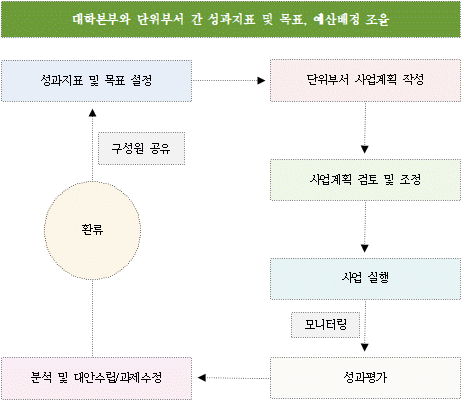 대학본부와 단위부서 간 성과지표 및 목표, 예산배정 조율
성과지표 및 목표 설정
단위부서 사업계획 작성
구성원 공유
사업계획 검토 및 조정
환류
사업 실행
모니터링
분석 및 대안수립/과제수정
성과평가